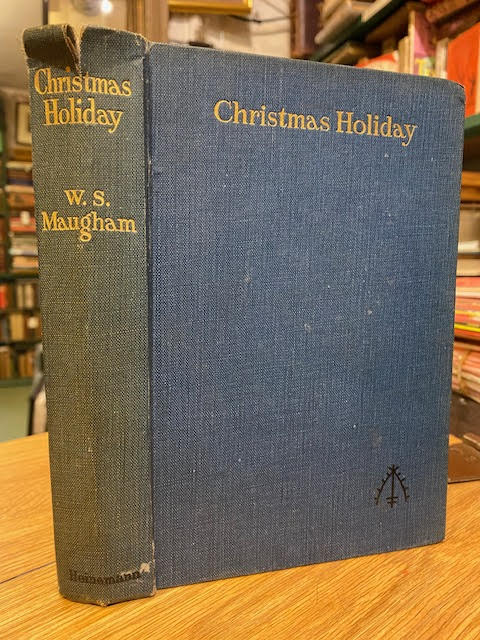 Christmas
Holiday
W. S.
Maugham
Heinemann
Christmas Holiday